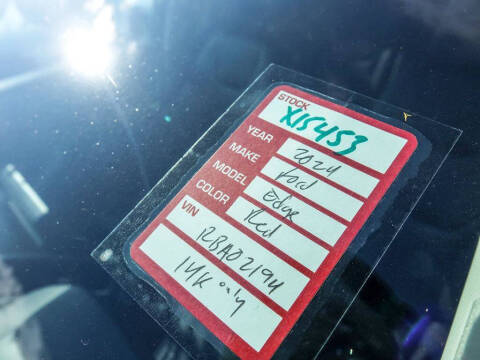 STOCK X15453
YEAR 2024
MAKE Ford
MODEL Edge
COLOR Red
VIN RBA02194
14K only